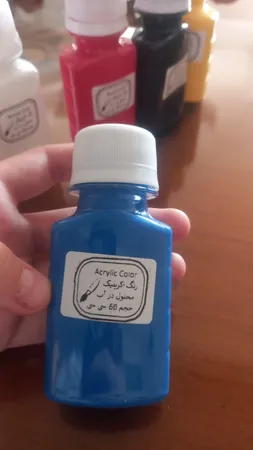 Acrylic Color
رنگ اکریلیک
محلول در آب
حجم 60 سی سی